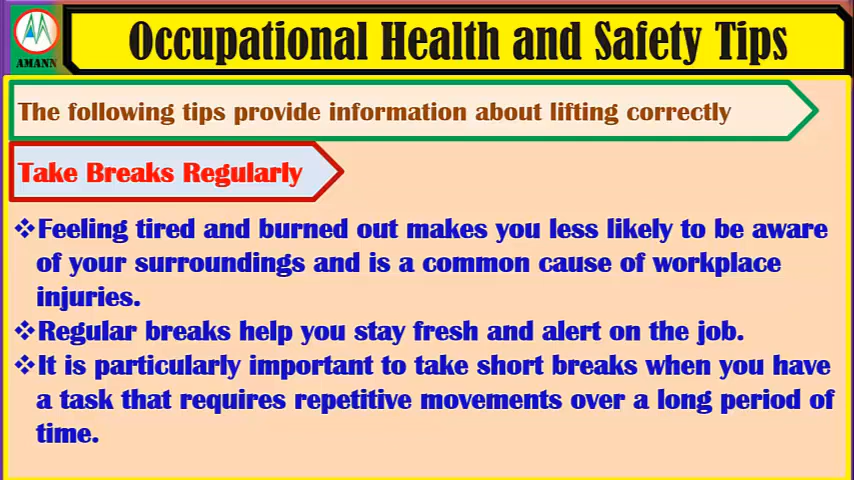 AMANN
Occupational Health and Safety Tips
The following tips provide information about lifting correctly
Take Breaks Regularly
❖Feeling tired and burned out makes you less likely to be aware
of your surroundings and is a common cause of workplace
injuries.
❖Regular breaks help you stay fresh and alert on the job.
❖It is particularly important to take short breaks when you have
a task that requires repetitive movements over a long period of
time.